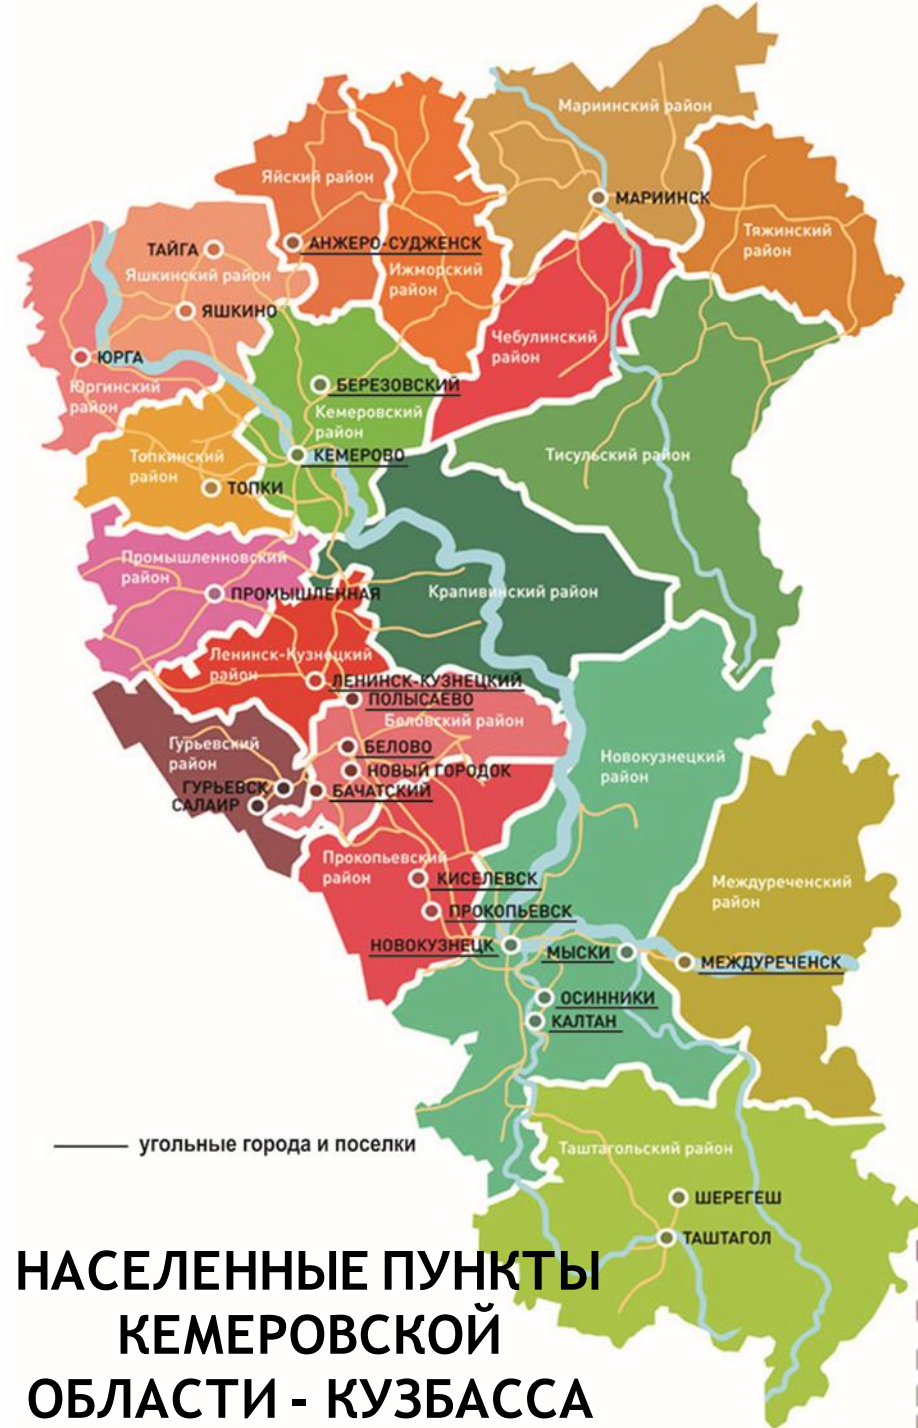 Мариинский район
МАРИИНСК
Яйский район
Тяжинский
район
ТАЙГА
АНЖЕРО-СУДЖЕНСК
Яшкинский район
Ижморский
район
ЯШКИНО
Чебулинский
район
ЮРГА
Юргинский
район
БЕРЕЗОВСКИЙ
Кемеровский
район
КЕМЕРОВО
Топкинский
район
Тисульский район
ТОПКИ
Промышленновский
район
ПРОМЫШЛЕННАЯ
Крапивинский район
Ленинск-Кузнецкий
район
ЛЕНИНСК-КУЗНЕЦКИЙ
ПОЛЫСАЕВО
Беловский район
Гурьевский
район
БЕЛОВО
Новокузнецкий
район
НОВЫЙ ГОРОДОК
ГУРЬЕВСК
БАЧАТСКИЙ
САЛАИР
Прокопьевский
район
КИСЕЛЕВСК
Междуреченский
район
ПРОКОПЬЕВСК
НОВОКУЗНЕЦК
МЫСКИ
МЕЖДУРЕЧЕНСК
ОСИННИКИ
КАЛТАН
угольные города и поселки
Таштагольский район
ШЕРЕГЕШ
ТАШТАГОЛ
НАСЕЛЕННЫЕ ПУНКТЫ
КЕМЕРОВСКОЙ
ОБЛАСТИ - КУЗБАССА